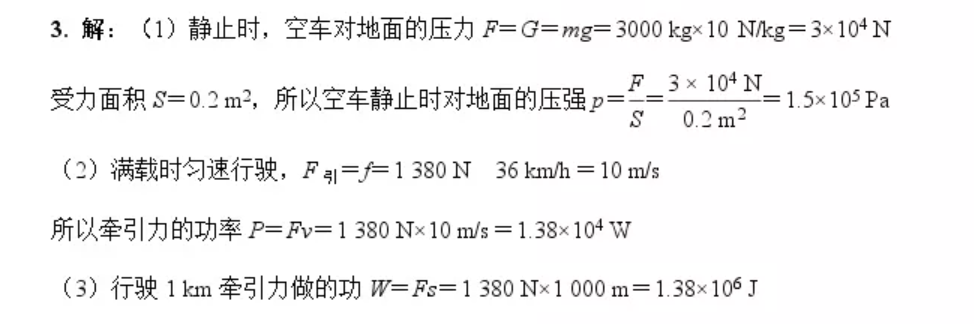 3. 解：（1）静止时，空车对地面的压力 F=G=mg=3000 kg×10 N/kg=3×10⁴ N
受力面积 S=0.2 m²，所以空车静止时对地面的压强 p=F/S=3 × 10⁴ N/0.2 m²=1.5×10⁵ Pa
（2）满载时匀速行驶，F引=f=1 380 N 36 km/h=10 m/s
所以牵引力的功率 P=Fv=1 380 N×10 m/s=1.38×10⁴ W
（3）行驶 1 km 牵引力做的功 W=Fs=1 380 N×1 000 m=1.38×10⁶ J